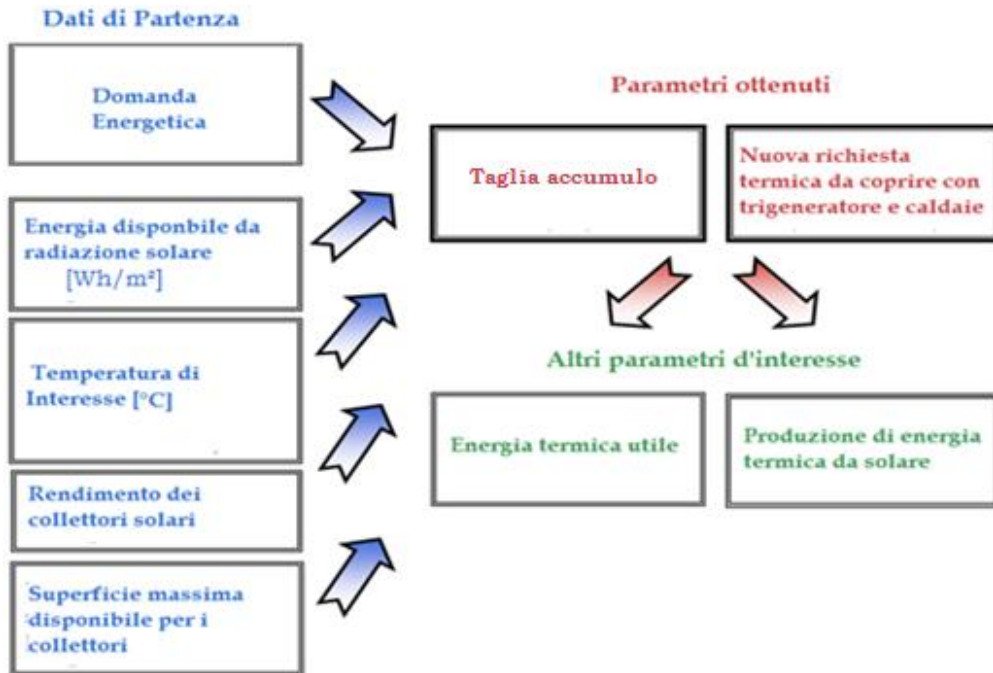 Dati di Partenza
Domanda
Energetica
Energia disponbile da
radiazione solare
[Wh/m²]
Temperatura di
Interesse [°C]
Rendimento dei
collettori solari
Superficie massima
disponibile per i
collettori
Parametri ottenuti
Taglia accumulo
Nuova richiesta
termica da coprire con
trigeneratore e caldaie
Altri parametri d'interesse
Energia termica utile
Produzione di energia
termica da solare